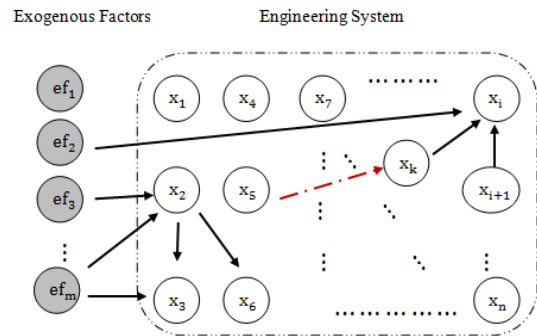 Exogenous Factors Engineering System
ef₁ x₁ x₄ x₇ ……… xᵢ
ef₂
xₖ
ef₃ x₂ x₅ xᵢ₊₁
efₘ x₃ x₆ …………… xₙ